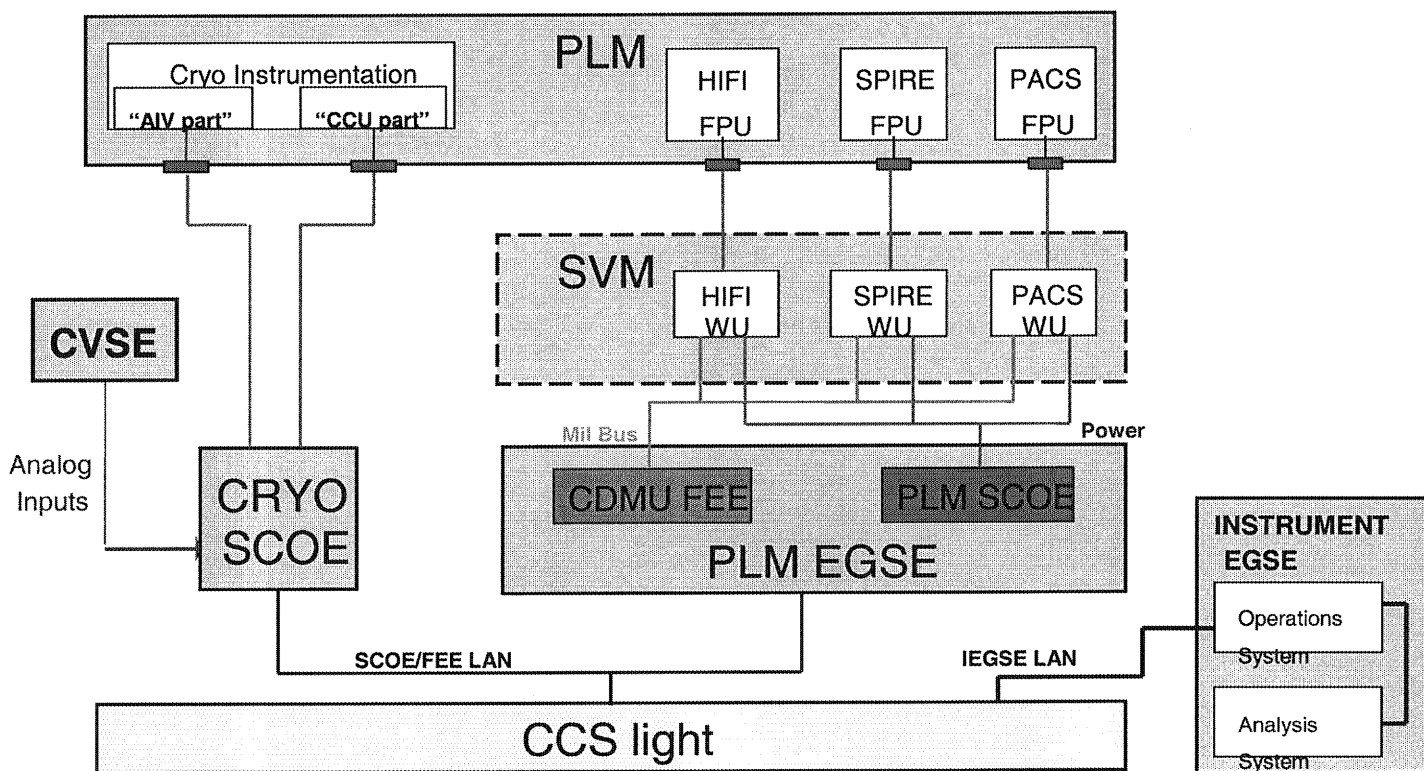 PLM
Cryo Instrumentation
“AIV part”
“CCU part”
HIFI
FPU
SPIRE
FPU
PACS
FPU
SVM
HIFI
WU
SPIRE
WU
PACS
WU
CVSE
Analog
Inputs
CRYO
SCOE
Mil Bus
Power
CDMU FEE
PLM SCOE
PLM EGSE
INSTRUMENT
EGSE
Operations
System
Analysis
System
SCOE/FEE LAN
IEGSE LAN
CCS light